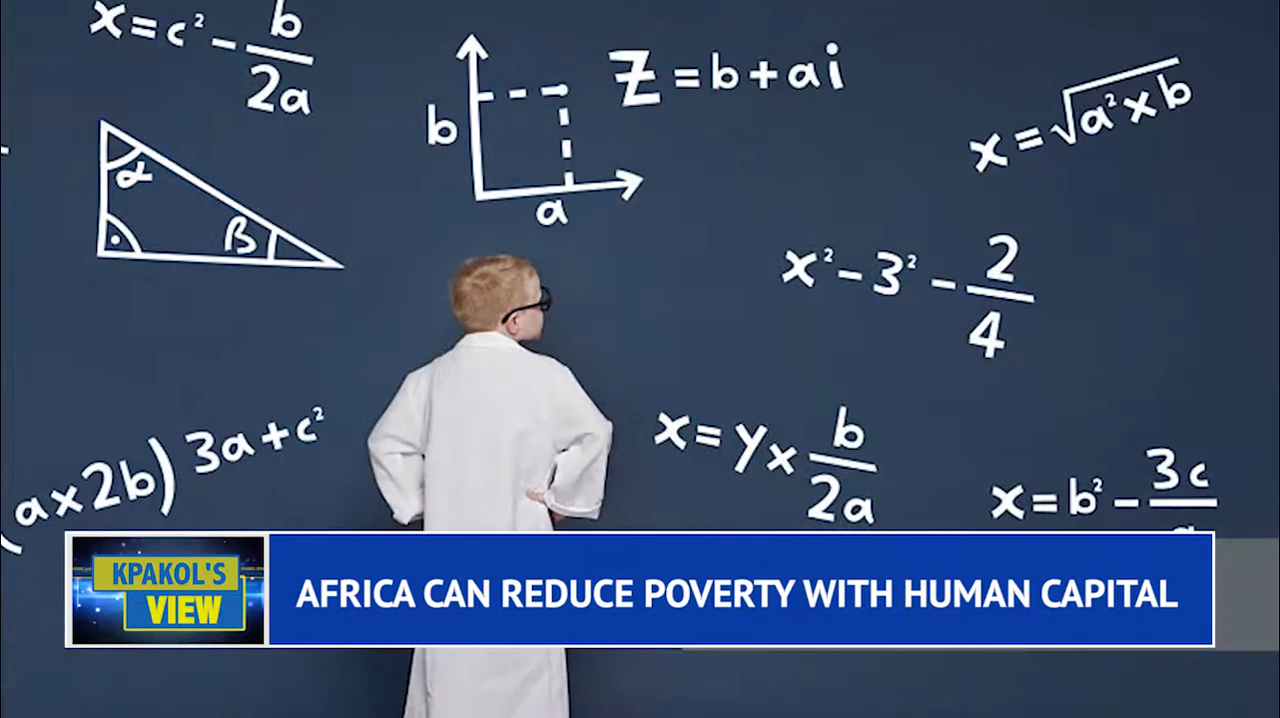 x=c²-b/2a
b
a
Z=b+ai
x=√a²xb
α
β
x²-3²-2/4
(ax2b)3a+c²
x=yxb/2a
x=b²-3c/
KPAKOL'S
VIEW
AFRICA CAN REDUCE POVERTY WITH HUMAN CAPITAL